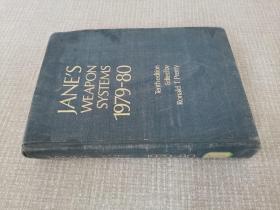 JANE'S
WEAPON
SYSTEMS
1979-80
Tenth edition
Edited by
Ronald T. Pretty